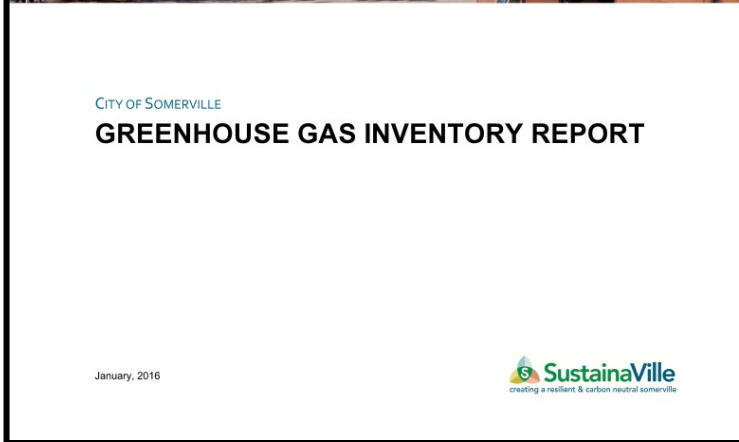 CITY OF SOMERVILLE
GREENHOUSE GAS INVENTORY REPORT
January, 2016
S SustainaVille
creating a resilient & carbon neutral somerville